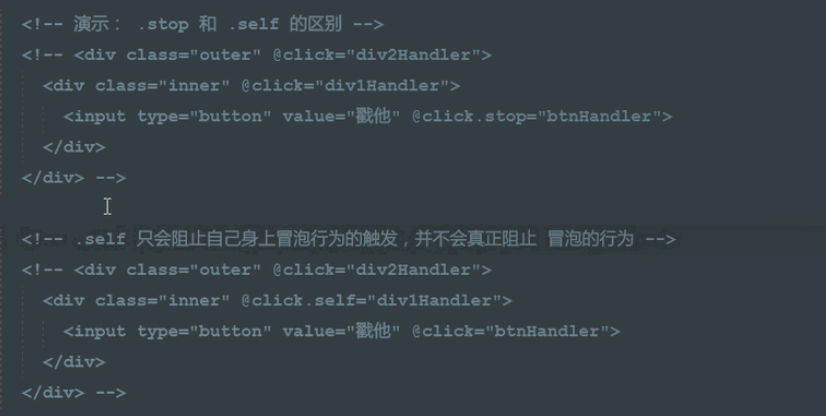 <!-- 演示： .stop 和 .self 的区别 -->
<!-- <div class="outer" @click="div2Handler">
<div class="inner" @click="div1Handler">
<input type="button" value="戳他" @click.stop="btnHandler">
</div>
</div> -->
<!-- .self 只会阻止自己身上冒泡行为的触发，并不会真正阻止 冒泡的行为 -->
<!-- <div class="outer" @click="div2Handler">
<div class="inner" @click.self="div1Handler">
<input type="button" value="戳他" @click="btnHandler">
</div>
</div> -->